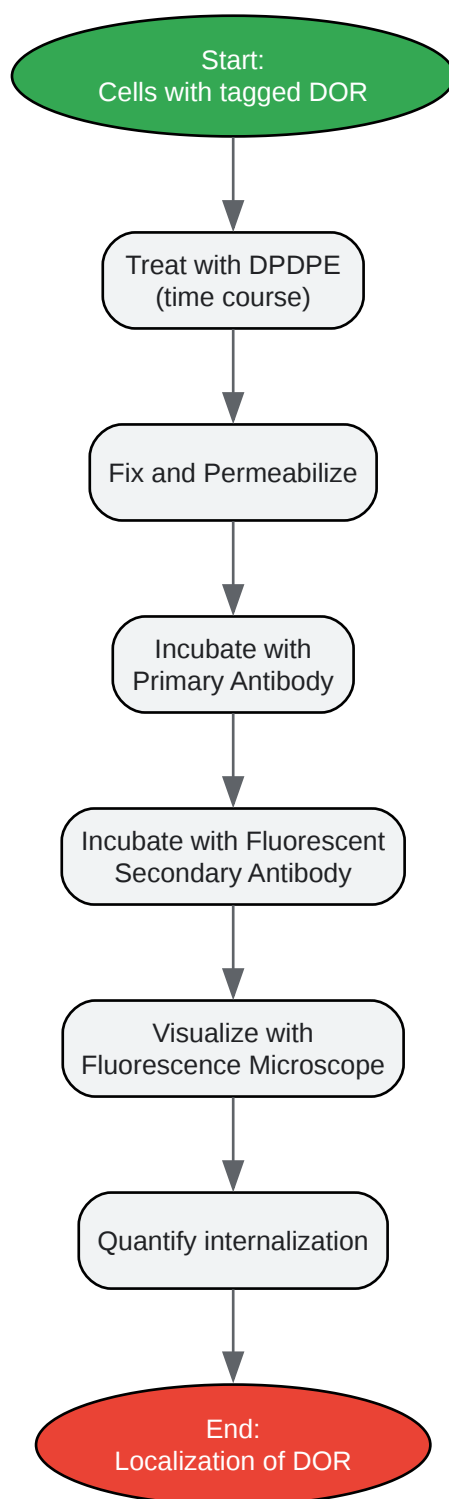 Start:
Cells with tagged DOR
Treat with DPDPE
(time course)
Fix and Permeabilize
Incubate with
Primary Antibody
Incubate with Fluorescent
Secondary Antibody
Visualize with
Fluorescence Microscope
Quantify internalization
End:
Localization of DOR